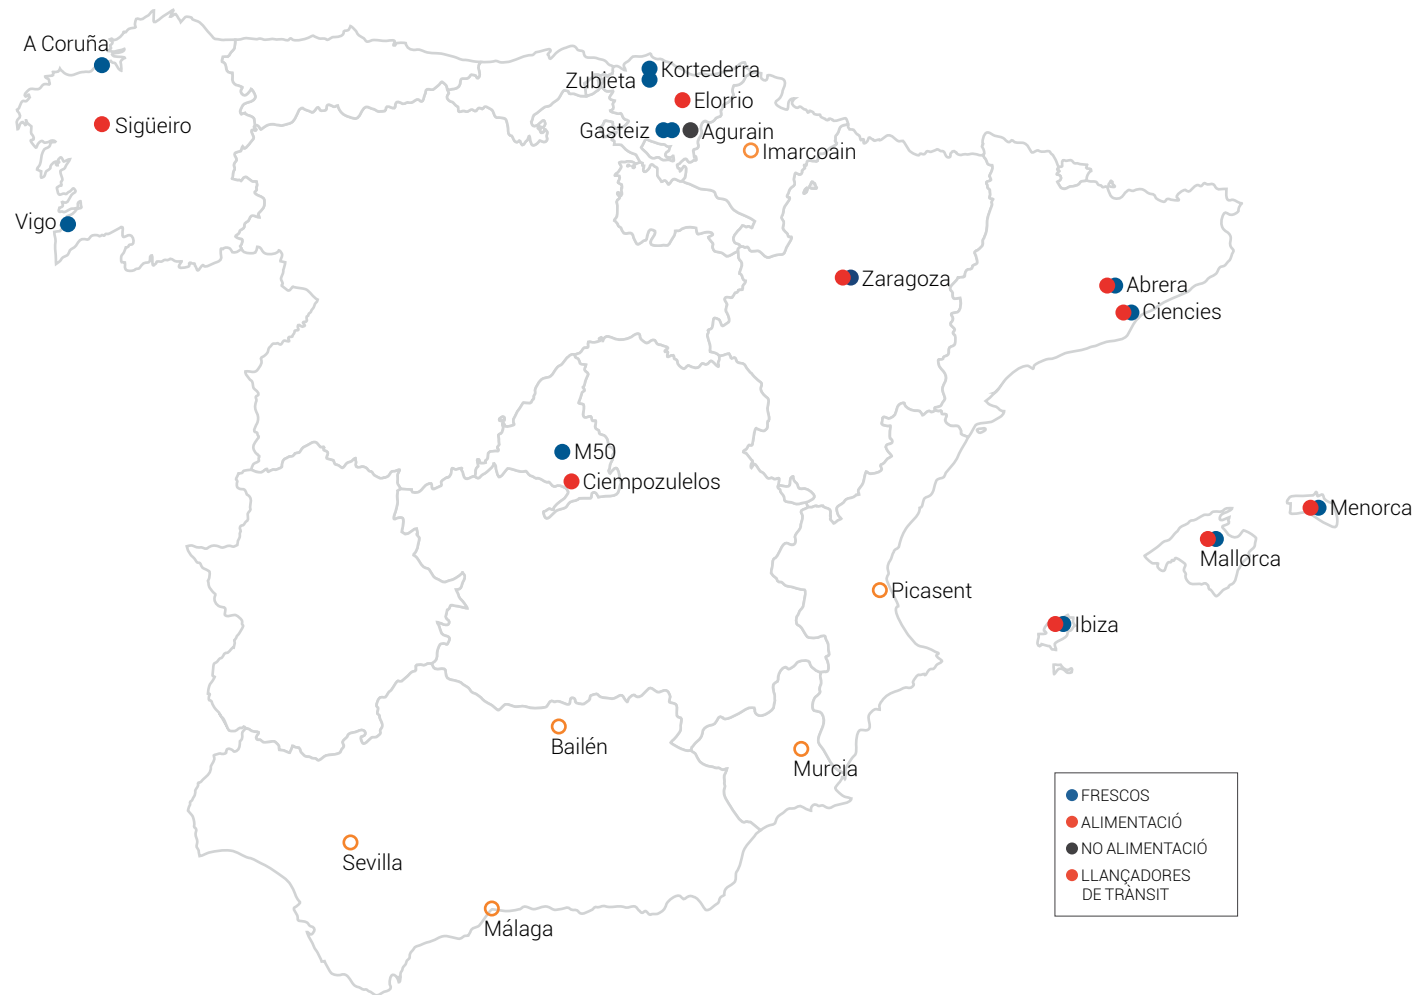 A Coruña
Kortederra
Zubieta
Elorrio
Sigüeiro
Gasteiz
Agurain
Imarcoain
Vigo
Zaragoza
Abrera
Ciencies
M50
Ciempozulelos
Menorca
Mallorca
Picasent
Ibiza
Bailén
Murcia
Sevilla
Málaga
FRESCOS
ALIMENTACIÓ
NO ALIMENTACIÓ
LLANÇADORES
DE TRÀNSIT